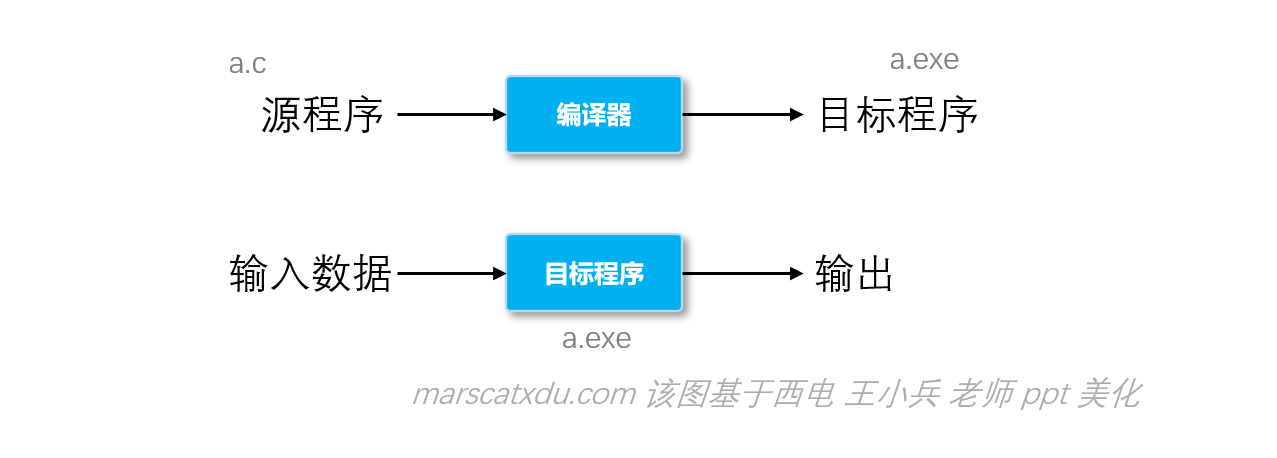 a.c
a.exe
源程序
编译器
目标程序
输入数据
目标程序
输出
a.exe
marscatxdu.com 该图基于西电 王小兵 老师 ppt 美化